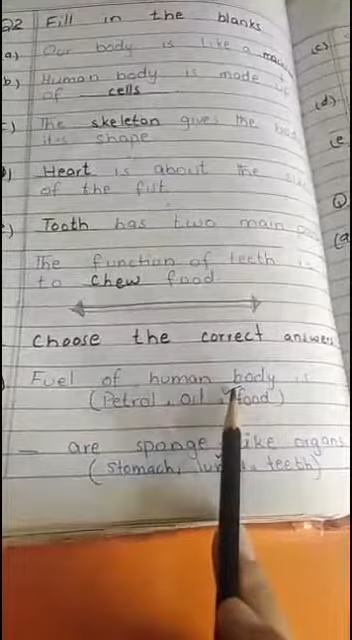 Q2 Fill in the blanks
a) Our body is like a
b) Human body is made
of cells
c) The skeleton gives the
its shape
d) Heart is about the
of the fist
e) Tooth has two main
The function of teeth is
to chew food.
Choose the correct answers
Fuel of human body is
(Petrol, oil, food)
are sponge like organs
(Stomach, lungs, teeth)
(c)
(d)
(e
Q
(a